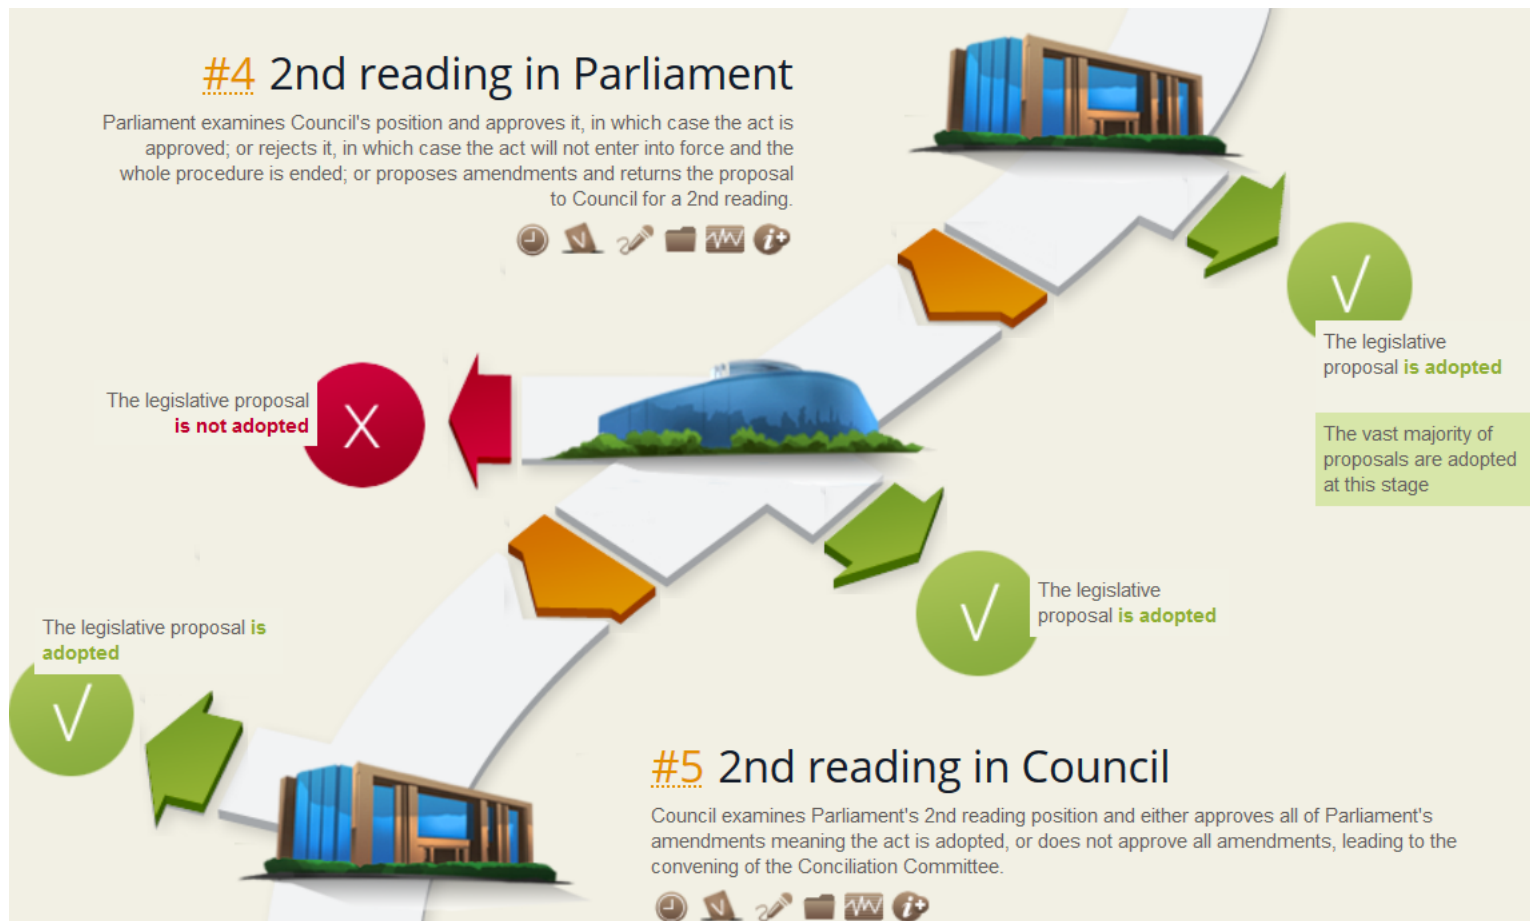 #4 2nd reading in Parliament
Parliament examines Council's position and approves it, in which case the act is
approved; or rejects it, in which case the act will not enter into force and the
whole procedure is ended; or proposes amendments and returns the proposal
to Council for a 2nd reading.
The legislative
proposal is adopted
The vast majority of
proposals are adopted
at this stage
The legislative proposal
is not adopted
The legislative
proposal is adopted
The legislative proposal is
adopted
#5 2nd reading in Council
Council examines Parliament's 2nd reading position and either approves all of Parliament's
amendments meaning the act is adopted, or does not approve all amendments, leading to the
convening of the Conciliation Committee.